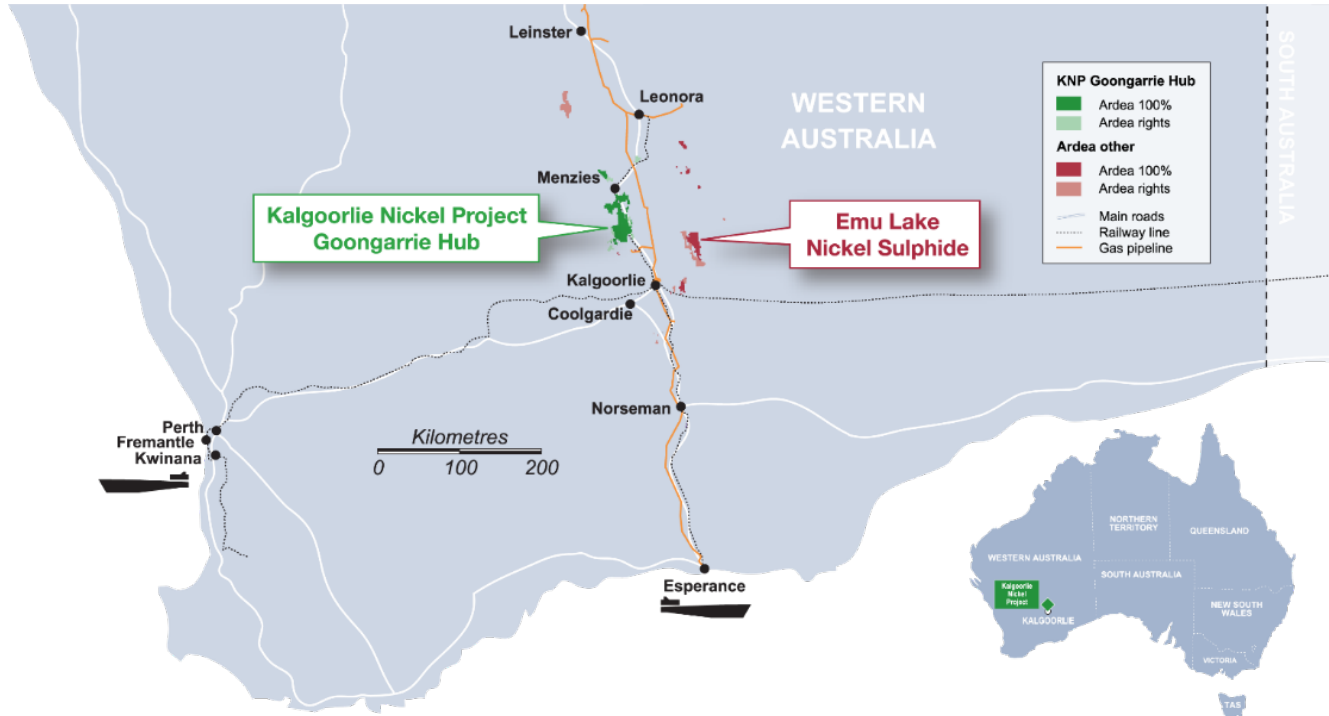 Leinster
Leonora
WESTERN
AUSTRALIA
SOUTH AUSTRALIA
KNP Goongarrie Hub
Ardea 100%
Ardea rights
Ardea other
Ardea 100%
Ardea rights
Main roads
Railway line
Gas pipeline
Menzies
Kalgoorlie Nickel Project
Goongarrie Hub
Emu Lake
Nickel Sulphide
Kalgoorlie
Coolgardie
Norseman
Perth
Fremantle
Kwinana
Kilometres
0 100 200
Esperance
NORTHERN
TERRITORY
QUEENSLAND
WESTERN AUSTRALIA
SOUTH AUSTRALIA
Kalgoorlie
Nickel
Project
KALGOORLIE
NEW SOUTH
WALES
VICTORIA
TAS